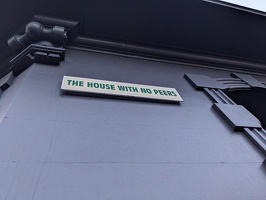 THE HOUSE WITH NO PEERS